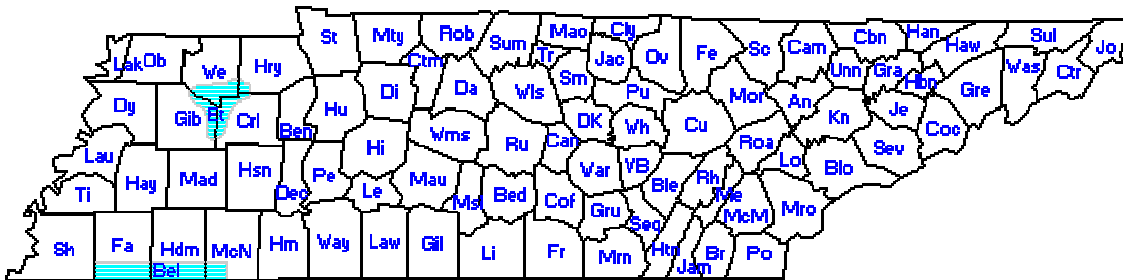 St Mty Rob Sum Mao Cly Ov Fe Sc Cam Cbn Han Haw Sul Jo
Lak Ob We Hry Ctm Tr Jac Unn Gra Hbn Was Ctr
Dy Gib Bt Crl Ben Hu Di Da Wls Sm Pu Mor An Kn Je Gre
Lau Hi Wms Ru Can DK Wh Cu Roa Lo Blo Sev Coc
Ti Hay Mad Hsn Dec Pe Le Mau Msl Bed Cof War VB Ble Rh Me McM Mro
Sh Fa Hdm McN Hm Way Law Gil Li Fr Gru Mrn Seq Htn Jam Br Po
Bel